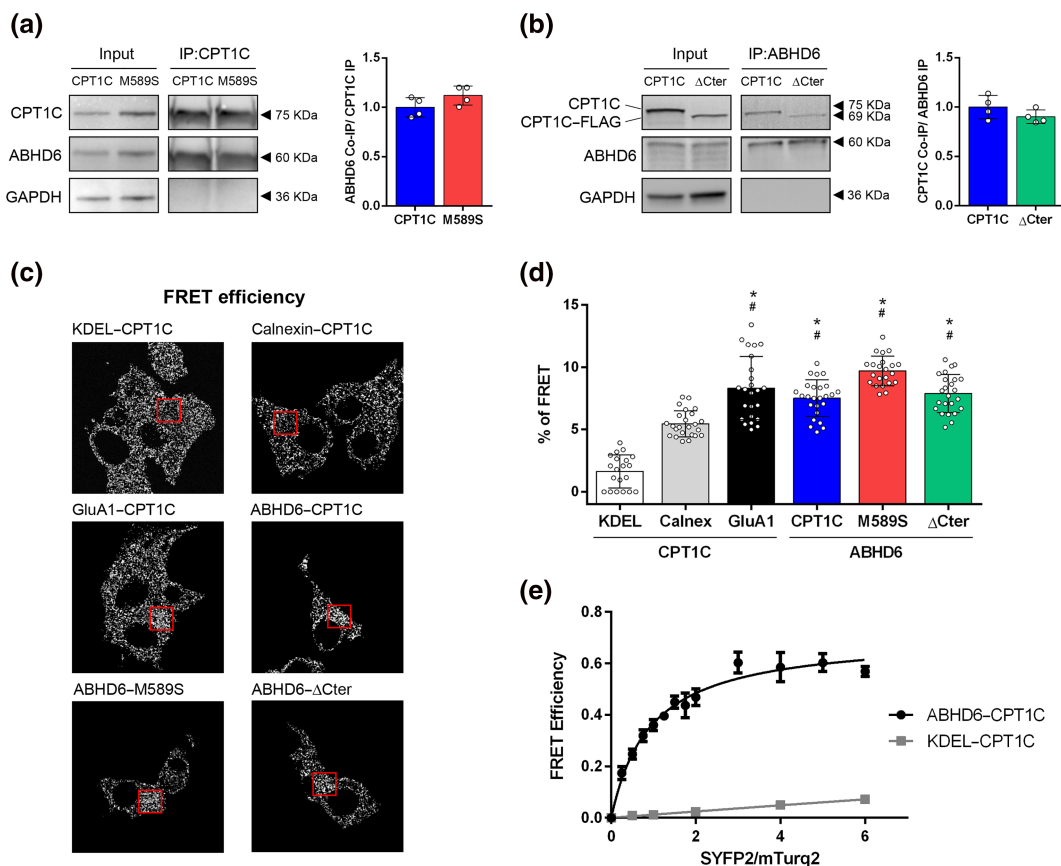 (a)
Input IP:CPT1C
CPT1C M589S CPT1C M589S
CPT1C
75 KDa
ABHD6
60 KDa
GAPDH
36 KDa
ABHD6 Co-IP/ CPT1C IP
1.5
1.0
0.5
0.0
CPT1C M589S
(b)
Input IP:ABHD6
CPT1C ΔCter CPT1C ΔCter
CPT1C
75 KDa
CPT1C–FLAG
69 KDa
ABHD6
60 KDa
GAPDH
36 KDa
CPT1C Co-IP/ ABHD6 IP
1.5
1.0
0.5
0.0
CPT1C ΔCter
(c)
FRET efficiency
KDEL–CPT1C Calnexin–CPT1C
GluA1–CPT1C ABHD6–CPT1C
ABHD6–M589S ABHD6–ΔCter
(d)
% of FRET
15
10
5
0
* * * *
# # # #
KDEL Calnex GluA1 CPT1C M589S ΔCter
CPT1C ABHD6
(e)
FRET Efficiency
0.8
0.6
0.4
0.2
0.0
0 2 4 6
SYFP2/mTurq2
ABHD6–CPT1C
KDEL–CPT1C